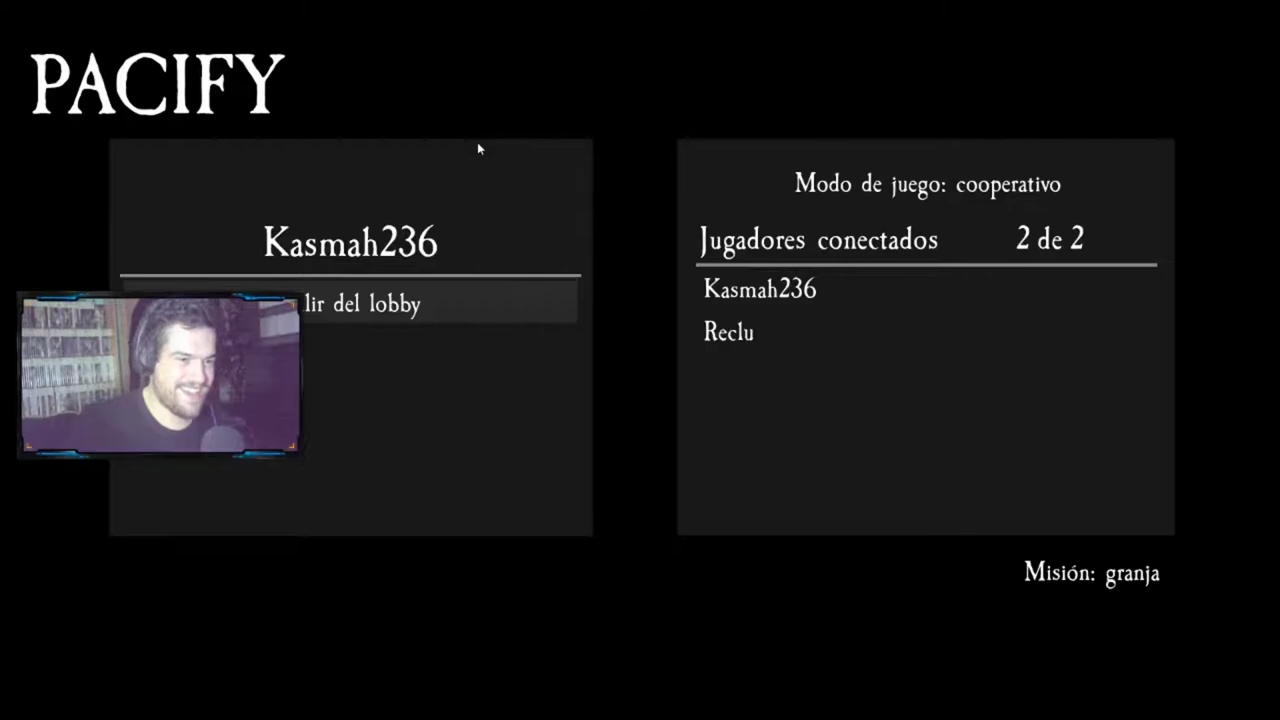 PACIFY
Kasmah236
lir del lobby
Modo de juego: cooperativo
Jugadores conectados 2 de 2
Kasmah236
Reclu
Misión: granja